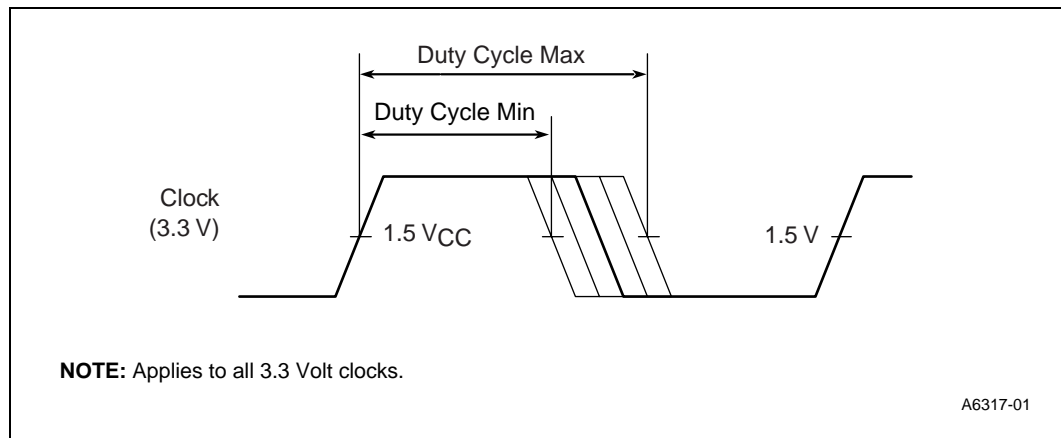 Duty Cycle Max
Duty Cycle Min
Clock
(3.3 V)
1.5 VCC
1.5 V
NOTE: Applies to all 3.3 Volt clocks.
A6317-01